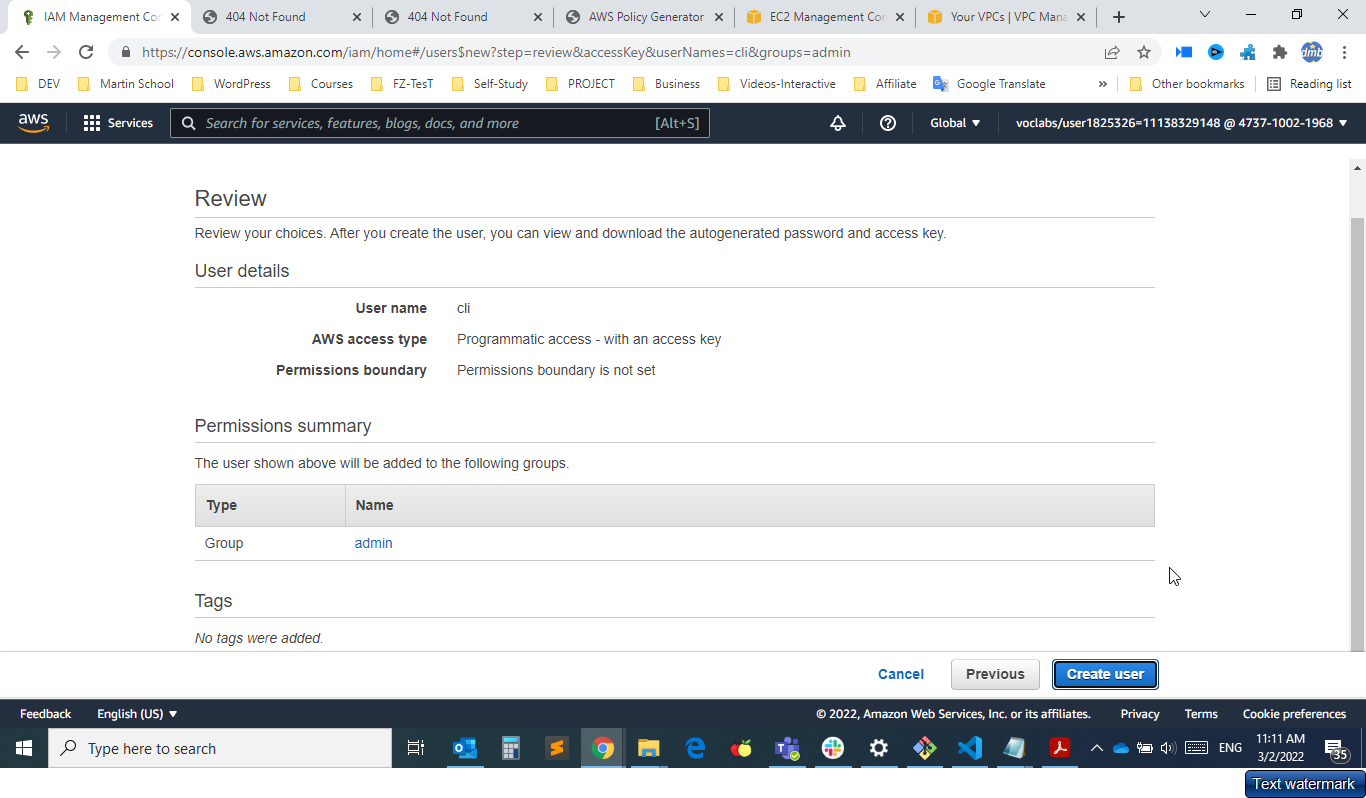 IAM Management Con
404 Not Found
404 Not Found
AWS Policy Generator
EC2 Management Con
Your VPCs | VPC Mana
https://console.aws.amazon.com/iam/home#/users$new?step=review&accessKey&userNames=cli&groups=admin
dmb
DEV
Martin School
WordPress
Courses
FZ-TesT
Self-Study
PROJECT
Business
Videos-Interactive
Affiliate
Google Translate
»
Other bookmarks
Reading list
aws
Services
Search for services, features, blogs, docs, and more
[Alt+S]
Global
voclabs/user1825326=11138329148 @ 4737-1002-1968
Review
Review your choices. After you create the user, you can view and download the autogenerated password and access key.
User details
User name cli
AWS access type Programmatic access - with an access key
Permissions boundary Permissions boundary is not set
Permissions summary
The user shown above will be added to the following groups.
Type Name
Group admin
Tags
No tags were added.
Cancel
Previous
Create user
Feedback
English (US)
© 2022, Amazon Web Services, Inc. or its affiliates.
Privacy
Terms
Cookie preferences
Type here to search
ENG
11:11 AM
3/2/2022
35
Text watermark